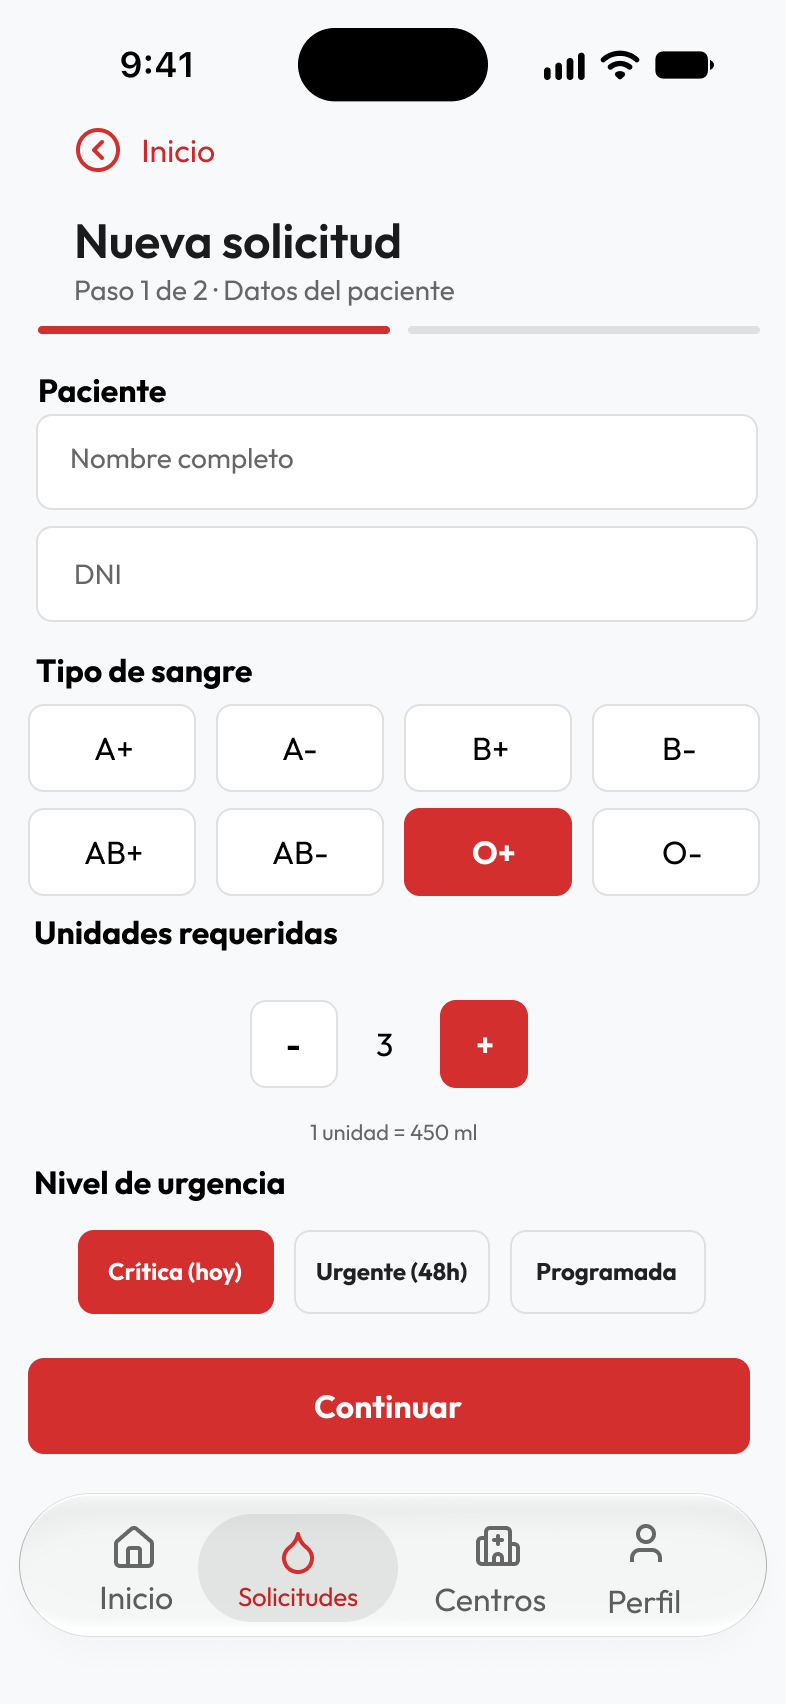 9:41
Inicio
Nueva solicitud
Paso 1 de 2 · Datos del paciente
Paciente
Nombre completo
DNI
Tipo de sangre
A+ A- B+ B-
AB+ AB- O+ O-
Unidades requeridas
- 3 +
1 unidad = 450 ml
Nivel de urgencia
Crítica (hoy) Urgente (48h) Programada
Continuar
Inicio Solicitudes Centros Perfil